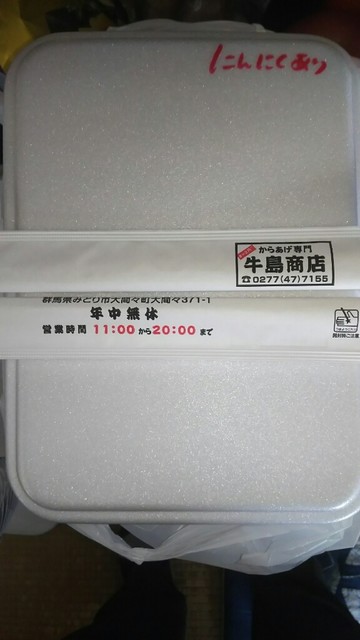 にんにくあり
からあげ専門
牛島商店
☎0277(47)7155
群馬県みどり市大間々町大間々371-1
年中無休
営業時間 11:00 から 20:00 まで